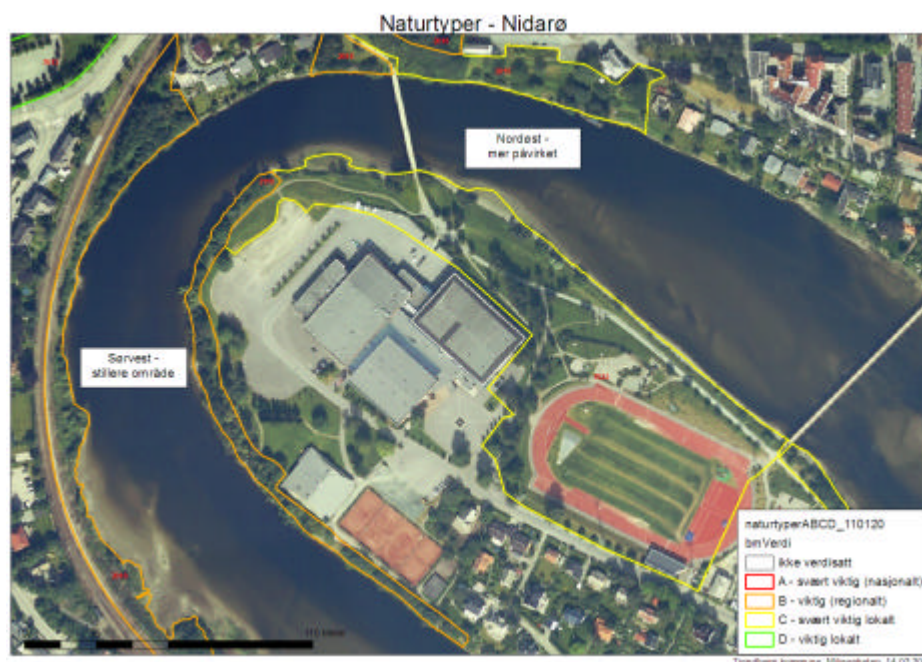 Naturtyper - Nidarø
Nordøst -
mer påvirket
Sørvest -
stillere område
naturtyperABCD_110120
bmVerdi
Ikke verdisatt
A - svært viktig (nasjonalt)
B - viktig (regionalt)
C - svært viktig lokalt
D - viktig lokalt